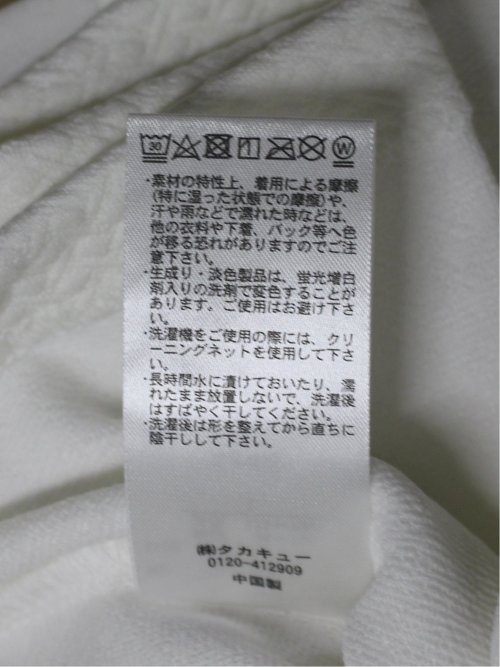 30 W
・素材の特性上、着用による摩擦
(特に湿った状態での摩擦)や、
汗や雨などで濡れた時などは、
他の衣料や下着、バック等へ色
が移る恐れがありますのでご注
意下さい。
・生成り・淡色製品は、蛍光増白
剤入りの洗剤で変色することが
あります。ご使用はお避け下さ
い。
・洗濯機をご使用の際には、クリ
ーニングネットを使用して下さ
い。
・長時間水に漬けておいたり、濡
れたまま放置しないで、洗濯後
はすばやく干してください。
・洗濯後は形を整えてから直ちに
陰干しして下さい。
㈱タカキュー
0120-412909
中国製